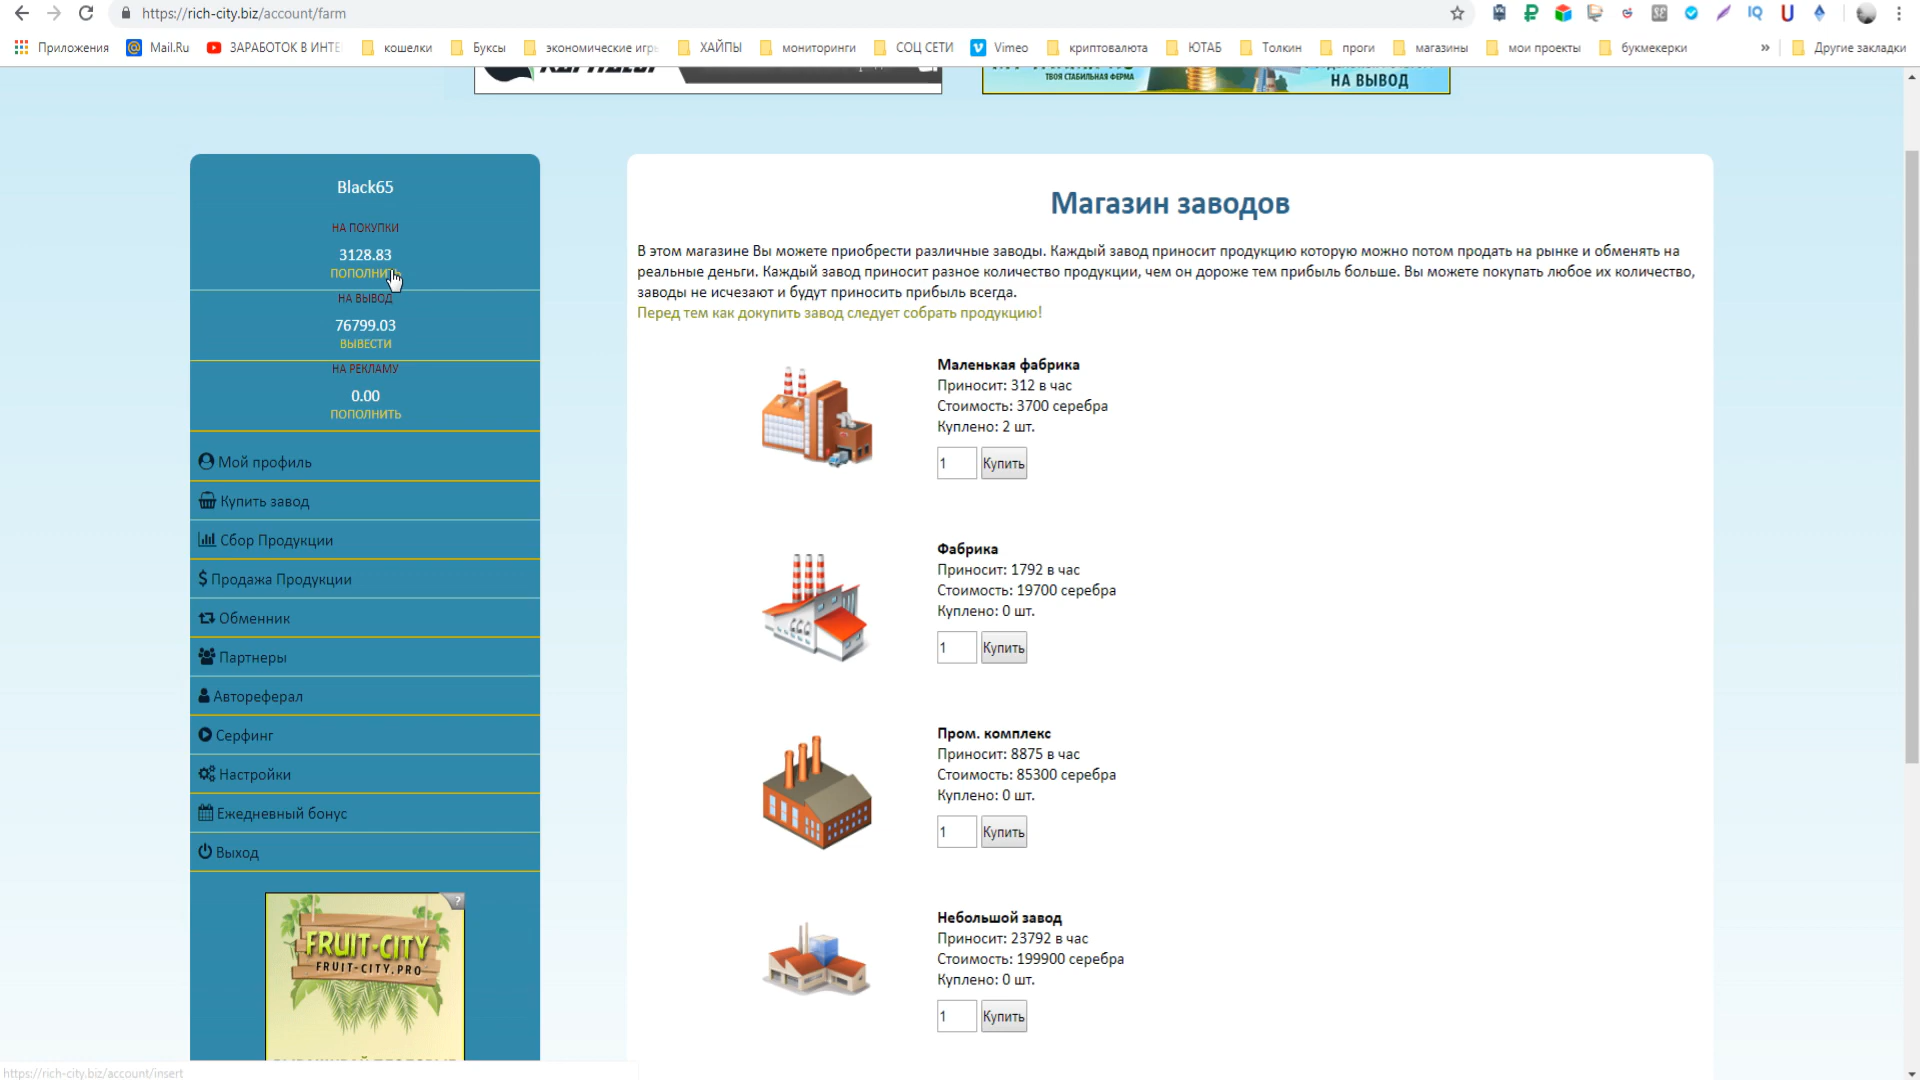 https://rich-city.biz/account/farm
Приложения
Mail.Ru
ЗАРАБОТОК В ИНТЕ
кошелки
Буксы
экономические игры
ХАЙПЫ
мониторинги
СОЦ СЕТИ
Vimeo
криптовалюта
ЮТАБ
Толкин
проги
магазины
мои проекты
букмекерки
»
Другие закладки
ТВОЯ СТАБИЛЬНАЯ ФЕРМА
НА ВЫВОД
Black65
НА ПОКУПКИ
3128.83
ПОПОЛНИТЬ
НА ВЫВОД
76799.03
ВЫВЕСТИ
НА РЕКЛАМУ
0.00
ПОПОЛНИТЬ
Мой профиль
Купить завод
Сбор Продукции
Продажа Продукции
Обменник
Партнеры
Автореферал
Серфинг
Настройки
Ежедневный бонус
Выход
FRUIT-CITY
FRUIT-CITY.PRO
Магазин заводов
В этом магазине Вы можете приобрести различные заводы. Каждый завод приносит продукцию которую можно потом продать на рынке и обменять на
реальные деньги. Каждый завод приносит разное количество продукции, чем он дороже тем прибыль больше. Вы можете покупать любое их количество,
заводы не исчезают и будут приносить прибыль всегда.
Перед тем как докупить завод следует собрать продукцию!
Маленькая фабрика
Приносит: 312 в час
Стоимость: 3700 серебра
Куплено: 2 шт.
1 Купить
Фабрика
Приносит: 1792 в час
Стоимость: 19700 серебра
Куплено: 0 шт.
1 Купить
Пром. комплекс
Приносит: 8875 в час
Стоимость: 85300 серебра
Куплено: 0 шт.
1 Купить
Небольшой завод
Приносит: 23792 в час
Стоимость: 199900 серебра
Куплено: 0 шт.
1 Купить
https://rich-city.biz/account/insert